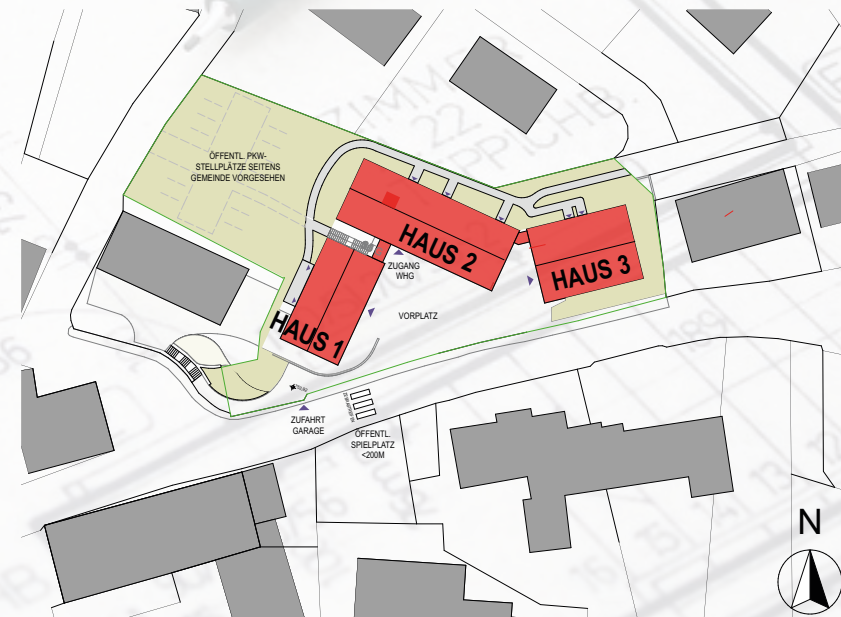 ÖFFENTL. PKW-
STELLPLÄTZE SEITENS
GEMEINDE VORGESEHEN
HAUS 2
HAUS 3
ZUGANG
WHG
HAUS 1
VORPLATZ
ZUFAHRT
GARAGE
ÖFFENTL.
SPIELPLATZ
<200M
N